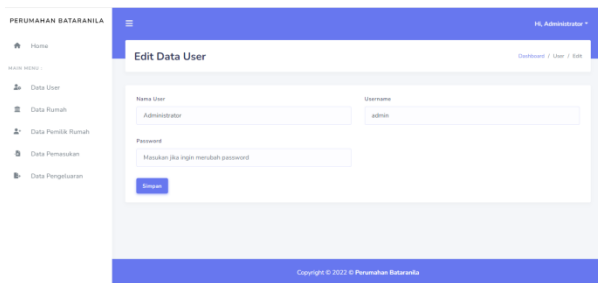 PERUMAHAN BATARANILA
Hi, Administrator
Home
MAIN MENU :
Data User
Data Rumah
Data Pemilik Rumah
Data Pemasukan
Data Pengeluaran
Edit Data User
Dashboard / User / Edit
Nama User
Username
Administrator
admin
Password
Masukan jika ingin merubah password
Simpan
Copyright © 2022 © Perumahan Bataranila